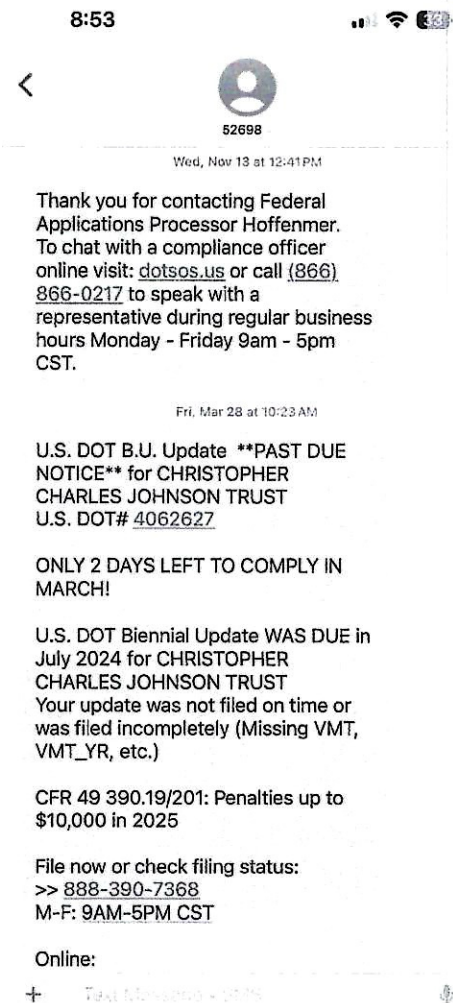 8:53
52698
Wed, Nov 13 at 12:41 PM
Thank you for contacting Federal
Applications Processor Hoffenmer.
To chat with a compliance officer
online visit: dotsos.us or call (866)
866-0217 to speak with a
representative during regular business
hours Monday - Friday 9am - 5pm
CST.
Fri, Mar 28 at 10:23 AM
U.S. DOT B.U. Update **PAST DUE
NOTICE** for CHRISTOPHER
CHARLES JOHNSON TRUST
U.S. DOT# 4062627
ONLY 2 DAYS LEFT TO COMPLY IN
MARCH!
U.S. DOT Biennial Update WAS DUE in
July 2024 for CHRISTOPHER
CHARLES JOHNSON TRUST
Your update was not filed on time or
was filed incompletely (Missing VMT,
VMT_YR, etc.)
CFR 49 390.19/201: Penalties up to
$10,000 in 2025
File now or check filing status:
>> 888-390-7368
M-F: 9AM-5PM CST
Online: